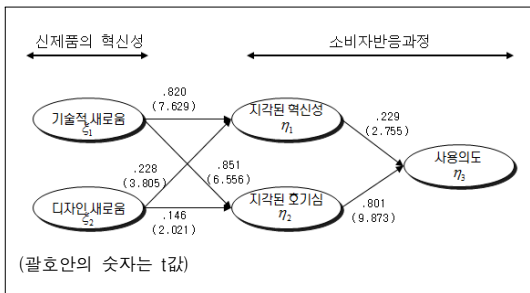 신제품의 혁신성
소비자반응과정
.820
(7.629)
기술적 새로움
ξ1
지각된 혁신성
η1
.229
(2.755)
사용의도
η3
.228
(3.805)
.851
(6.556)
.801
(9.873)
디자인 새로움
ξ2
.146
(2.021)
지각된 호기심
η2
(괄호안의 숫자는 t값)